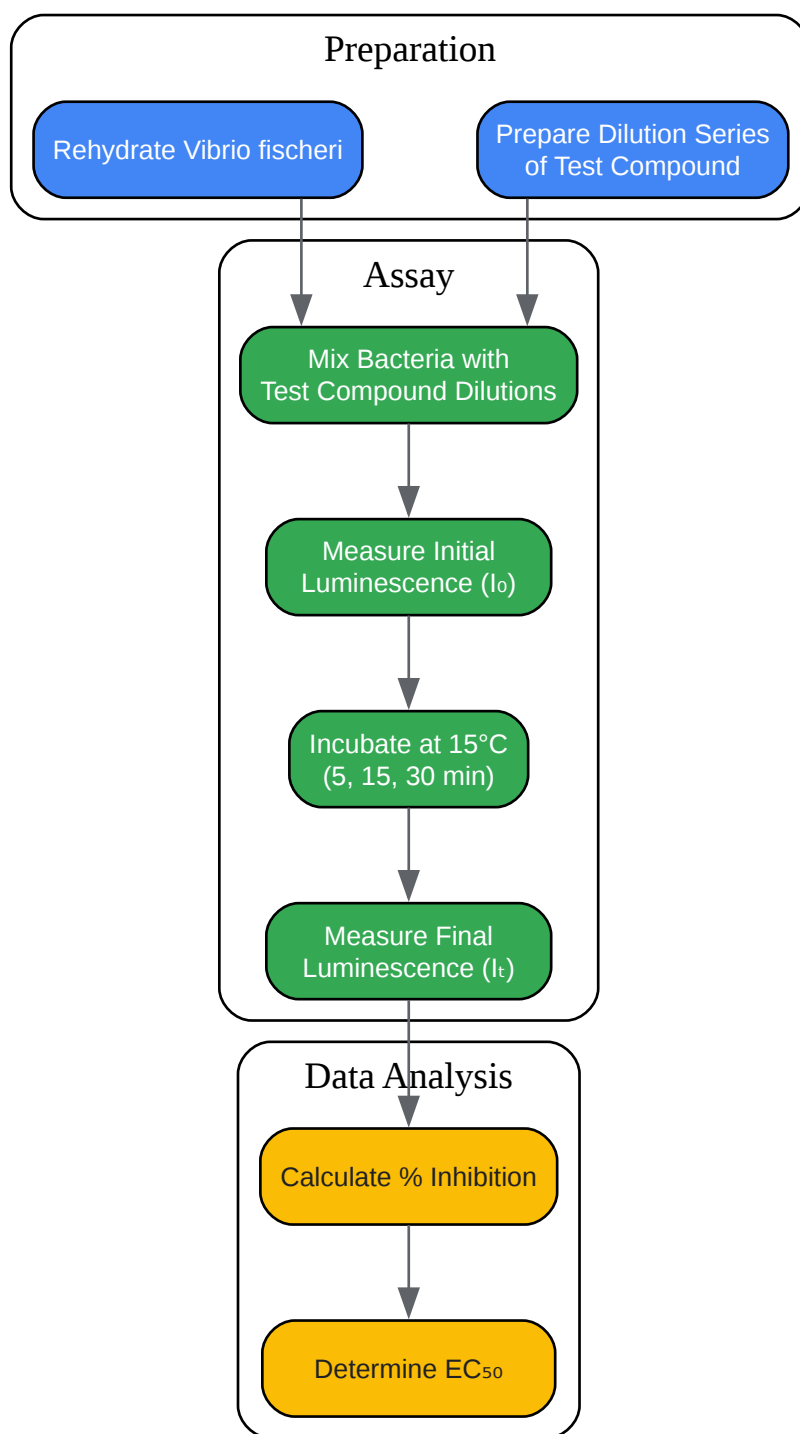 Preparation
Rehydrate Vibrio fischeri
Prepare Dilution Series
of Test Compound
Assay
Mix Bacteria with
Test Compound Dilutions
Measure Initial
Luminescence (I₀)
Incubate at 15°C
(5, 15, 30 min)
Measure Final
Luminescence (Iₜ)
Data Analysis
Calculate % Inhibition
Determine EC₅₀